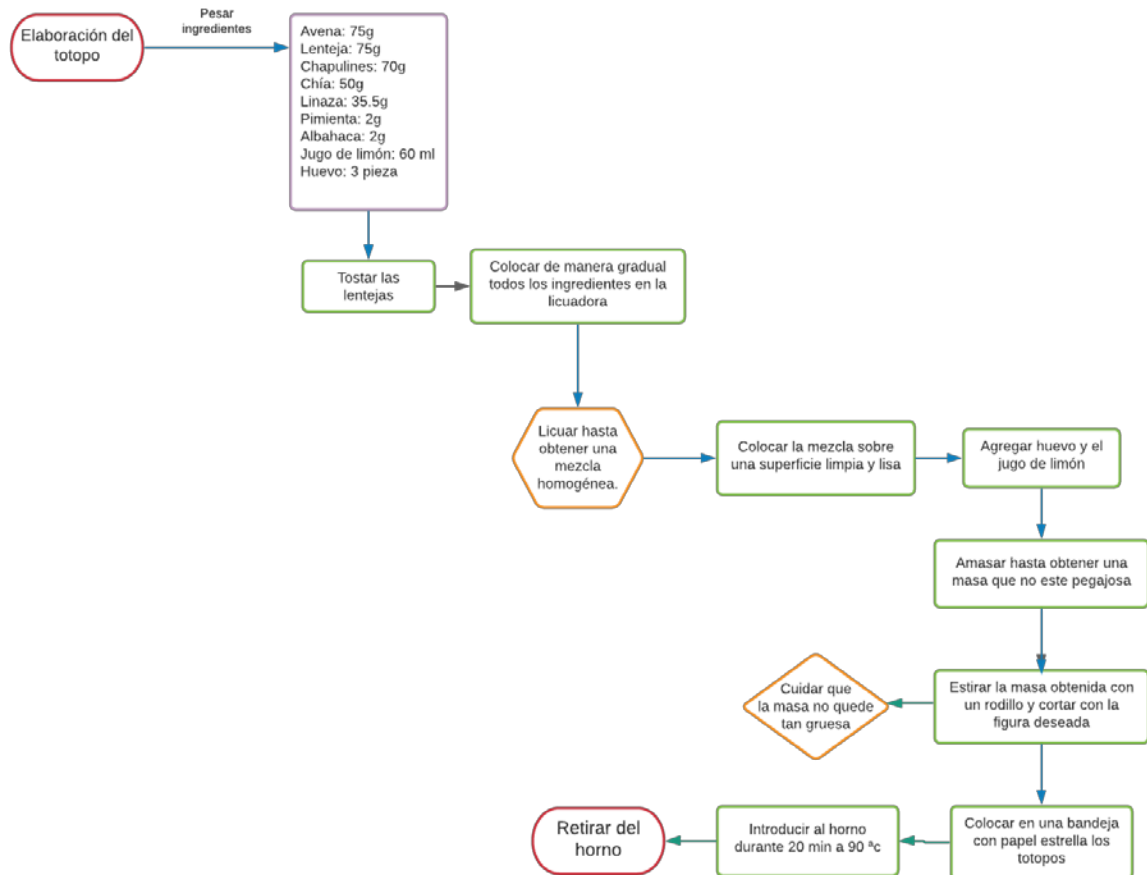 Elaboración del
totopo
Pesar
ingredientes
Avena: 75g
Lenteja: 75g
Chapulines: 70g
Chía: 50g
Linaza: 35.5g
Pimienta: 2g
Albahaca: 2g
Jugo de limón: 60 ml
Huevo: 3 pieza
Tostar las
lentejas
Colocar de manera gradual
todos los ingredientes en la
licuadora
Licuar hasta
obtener una
mezcla
homogénea.
Colocar la mezcla sobre
una superficie limpia y lisa
Agregar huevo y el
jugo de limón
Amasar hasta obtener una
masa que no este pegajosa
Estirar la masa obtenida con
un rodillo y cortar con la
figura deseada
Cuidar que
la masa no quede
tan gruesa
Colocar en una bandeja
con papel estrella los
totopos
Introducir al horno
durante 20 min a 90 ªc
Retirar del
horno